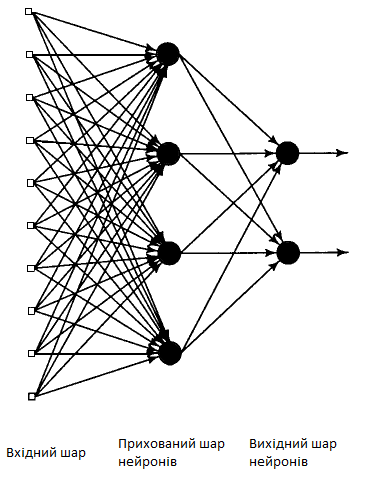 Вхідний шар
Прихований шар
нейронів
Вихідний шар
нейронів